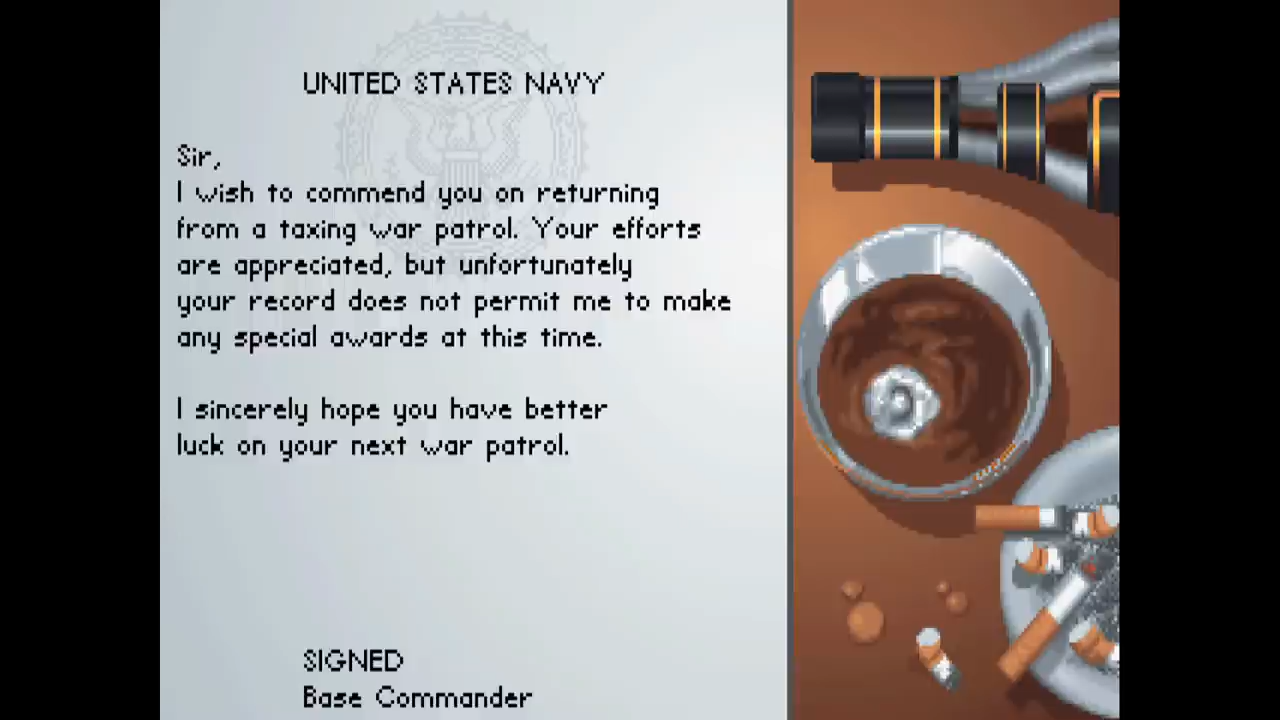 UNITED STATES NAVY
Sir,
I wish to commend you on returning
from a taxing war patrol. Your efforts
are appreciated, but unfortunately
your record does not permit me to make
any special awards at this time.
I sincerely hope you have better
luck on your next war patrol.
SIGNED
Base Commander